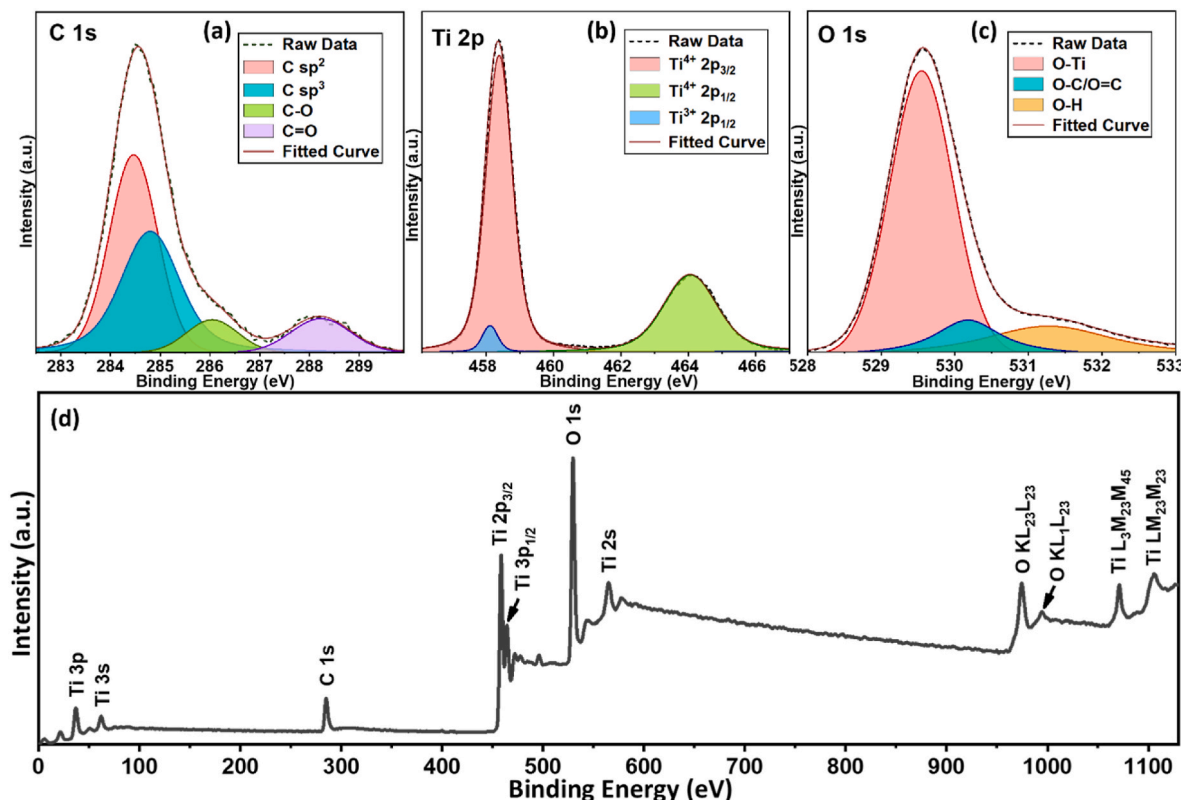 C 1s
(a)
Raw Data
C sp²
C sp³
C-O
C=O
Fitted Curve
Intensity (a.u.)
283 284 285 286 287 288 289
Binding Energy (eV)
Ti 2p
(b)
Raw Data
Ti⁴⁺ 2p₃/₂
Ti⁴⁺ 2p₁/₂
Ti³⁺ 2p₁/₂
Fitted Curve
Intensity (a.u.)
458 460 462 464 466
Binding Energy (eV)
O 1s
(c)
Raw Data
O-Ti
O-C/O=C
O-H
Fitted Curve
Intensity (a.u.)
528 529 530 531 532 533
Binding Energy (eV)
(d)
Intensity (a.u.)
Ti 3p
Ti 3s
C 1s
Ti 2p₃/₂
Ti 3p₁/₂
O 1s
Ti 2s
O KL₂₃L₂₃
O KL₁L₂₃
Ti L₃M₂₃M₄₅
Ti LM₂₃M₂₃
0 100 200 300 400 500 600 700 800 900 1000 1100
Binding Energy (eV)